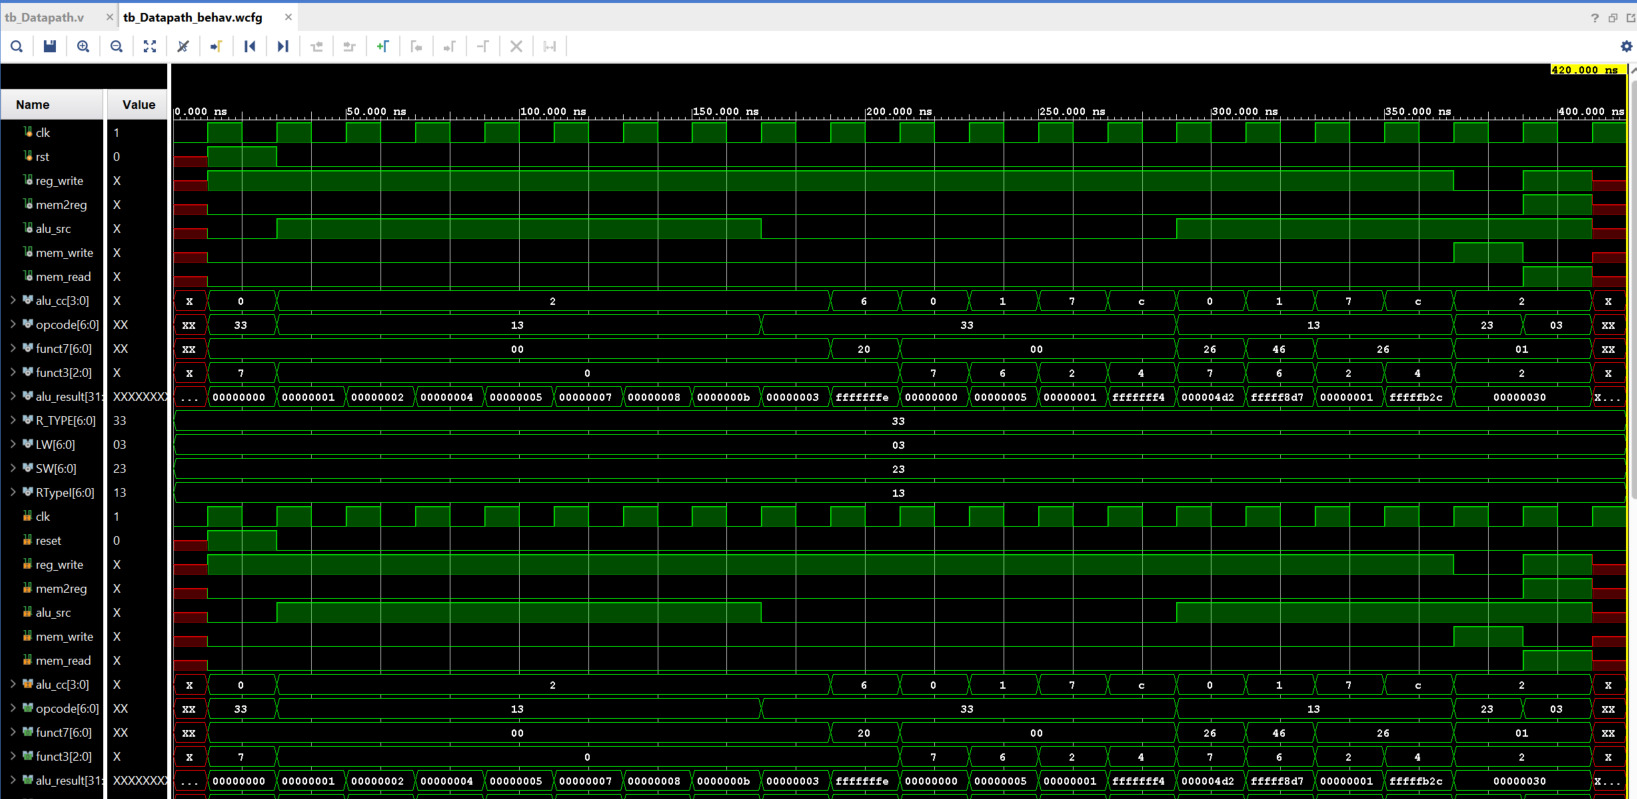 tb_Datapath.v × tb_Datapath_behav.wcfg × ?
420.000 ns
Name Value 0.000 ns 50.000 ns 100.000 ns 150.000 ns 200.000 ns 250.000 ns 300.000 ns 350.000 ns 400.000 ns
clk 1
rst 0
reg_write X
mem2reg X
alu_src X
mem_write X
mem_read X
alu_cc[3:0] X X 0 2 6 0 1 7 c 0 1 7 c 2 X
opcode[6:0] XX XX 33 13 33 13 23 03 XX
funct7[6:0] XX XX 00 20 00 26 46 26 01 XX
funct3[2:0] X X 7 0 7 6 2 4 7 6 2 4 2 X
alu_result[31: XXXXXXXX ... 00000000 00000001 00000002 00000004 00000005 00000007 00000008 0000000b 00000003 fffffffe 00000000 00000005 00000001 fffffff4 000004d2 fffff8d7 00000001 fffffb2c 00000030 X...
R_TYPE[6:0] 33 33
LW[6:0] 03 03
SW[6:0] 23 23
RTypeI[6:0] 13 13
clk 1
reset 0
reg_write X
mem2reg X
alu_src X
mem_write X
mem_read X
alu_cc[3:0] X X 0 2 6 0 1 7 c 0 1 7 c 2 X
opcode[6:0] XX XX 33 13 33 13 23 03 XX
funct7[6:0] XX XX 00 20 00 26 46 26 01 XX
funct3[2:0] X X 7 0 7 6 2 4 7 6 2 4 2 X
alu_result[31: XXXXXXXX ... 00000000 00000001 00000002 00000004 00000005 00000007 00000008 0000000b 00000003 fffffffe 00000000 00000005 00000001 fffffff4 000004d2 fffff8d7 00000001 fffffb2c 00000030 X...